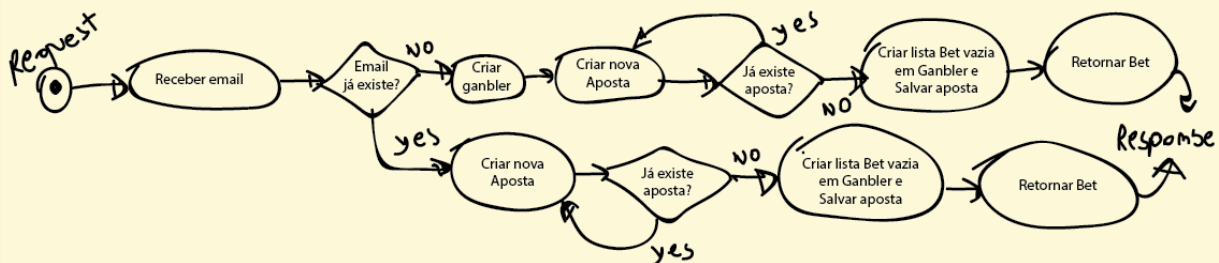 Request
Receber email
Email
já existe?
NO
Criar
ganbler
Criar nova
Aposta
yes
Já existe
aposta?
NO
Criar lista Bet vazia
em Ganbler e
Salvar aposta
Retornar Bet
Respombe
yes
Criar nova
Aposta
Já existe
aposta?
yes
NO
Criar lista Bet vazia
em Ganbler e
Salvar aposta
Retornar Bet